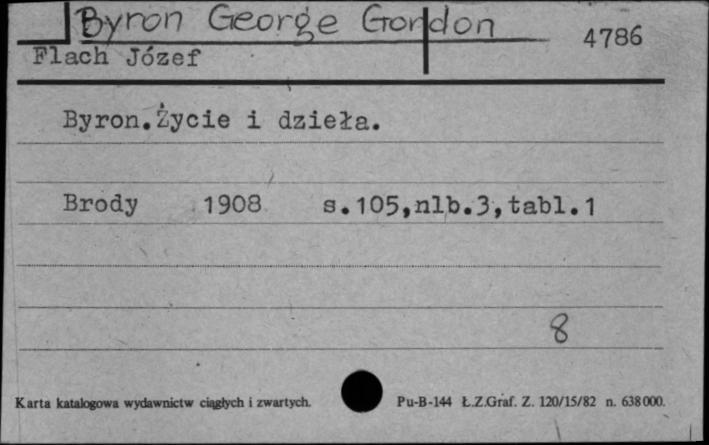 Byron George Gordon
4786
Flach Józef
Byron.Życie i dzieła.
Brody 1908 s.105,nlb.3,tabl.1
8
Karta katalogowa wydawnictw ciągłych i zwartych. Pu-B-144 Ł.Z.Graf. Z. 120/15/82 n. 638000.